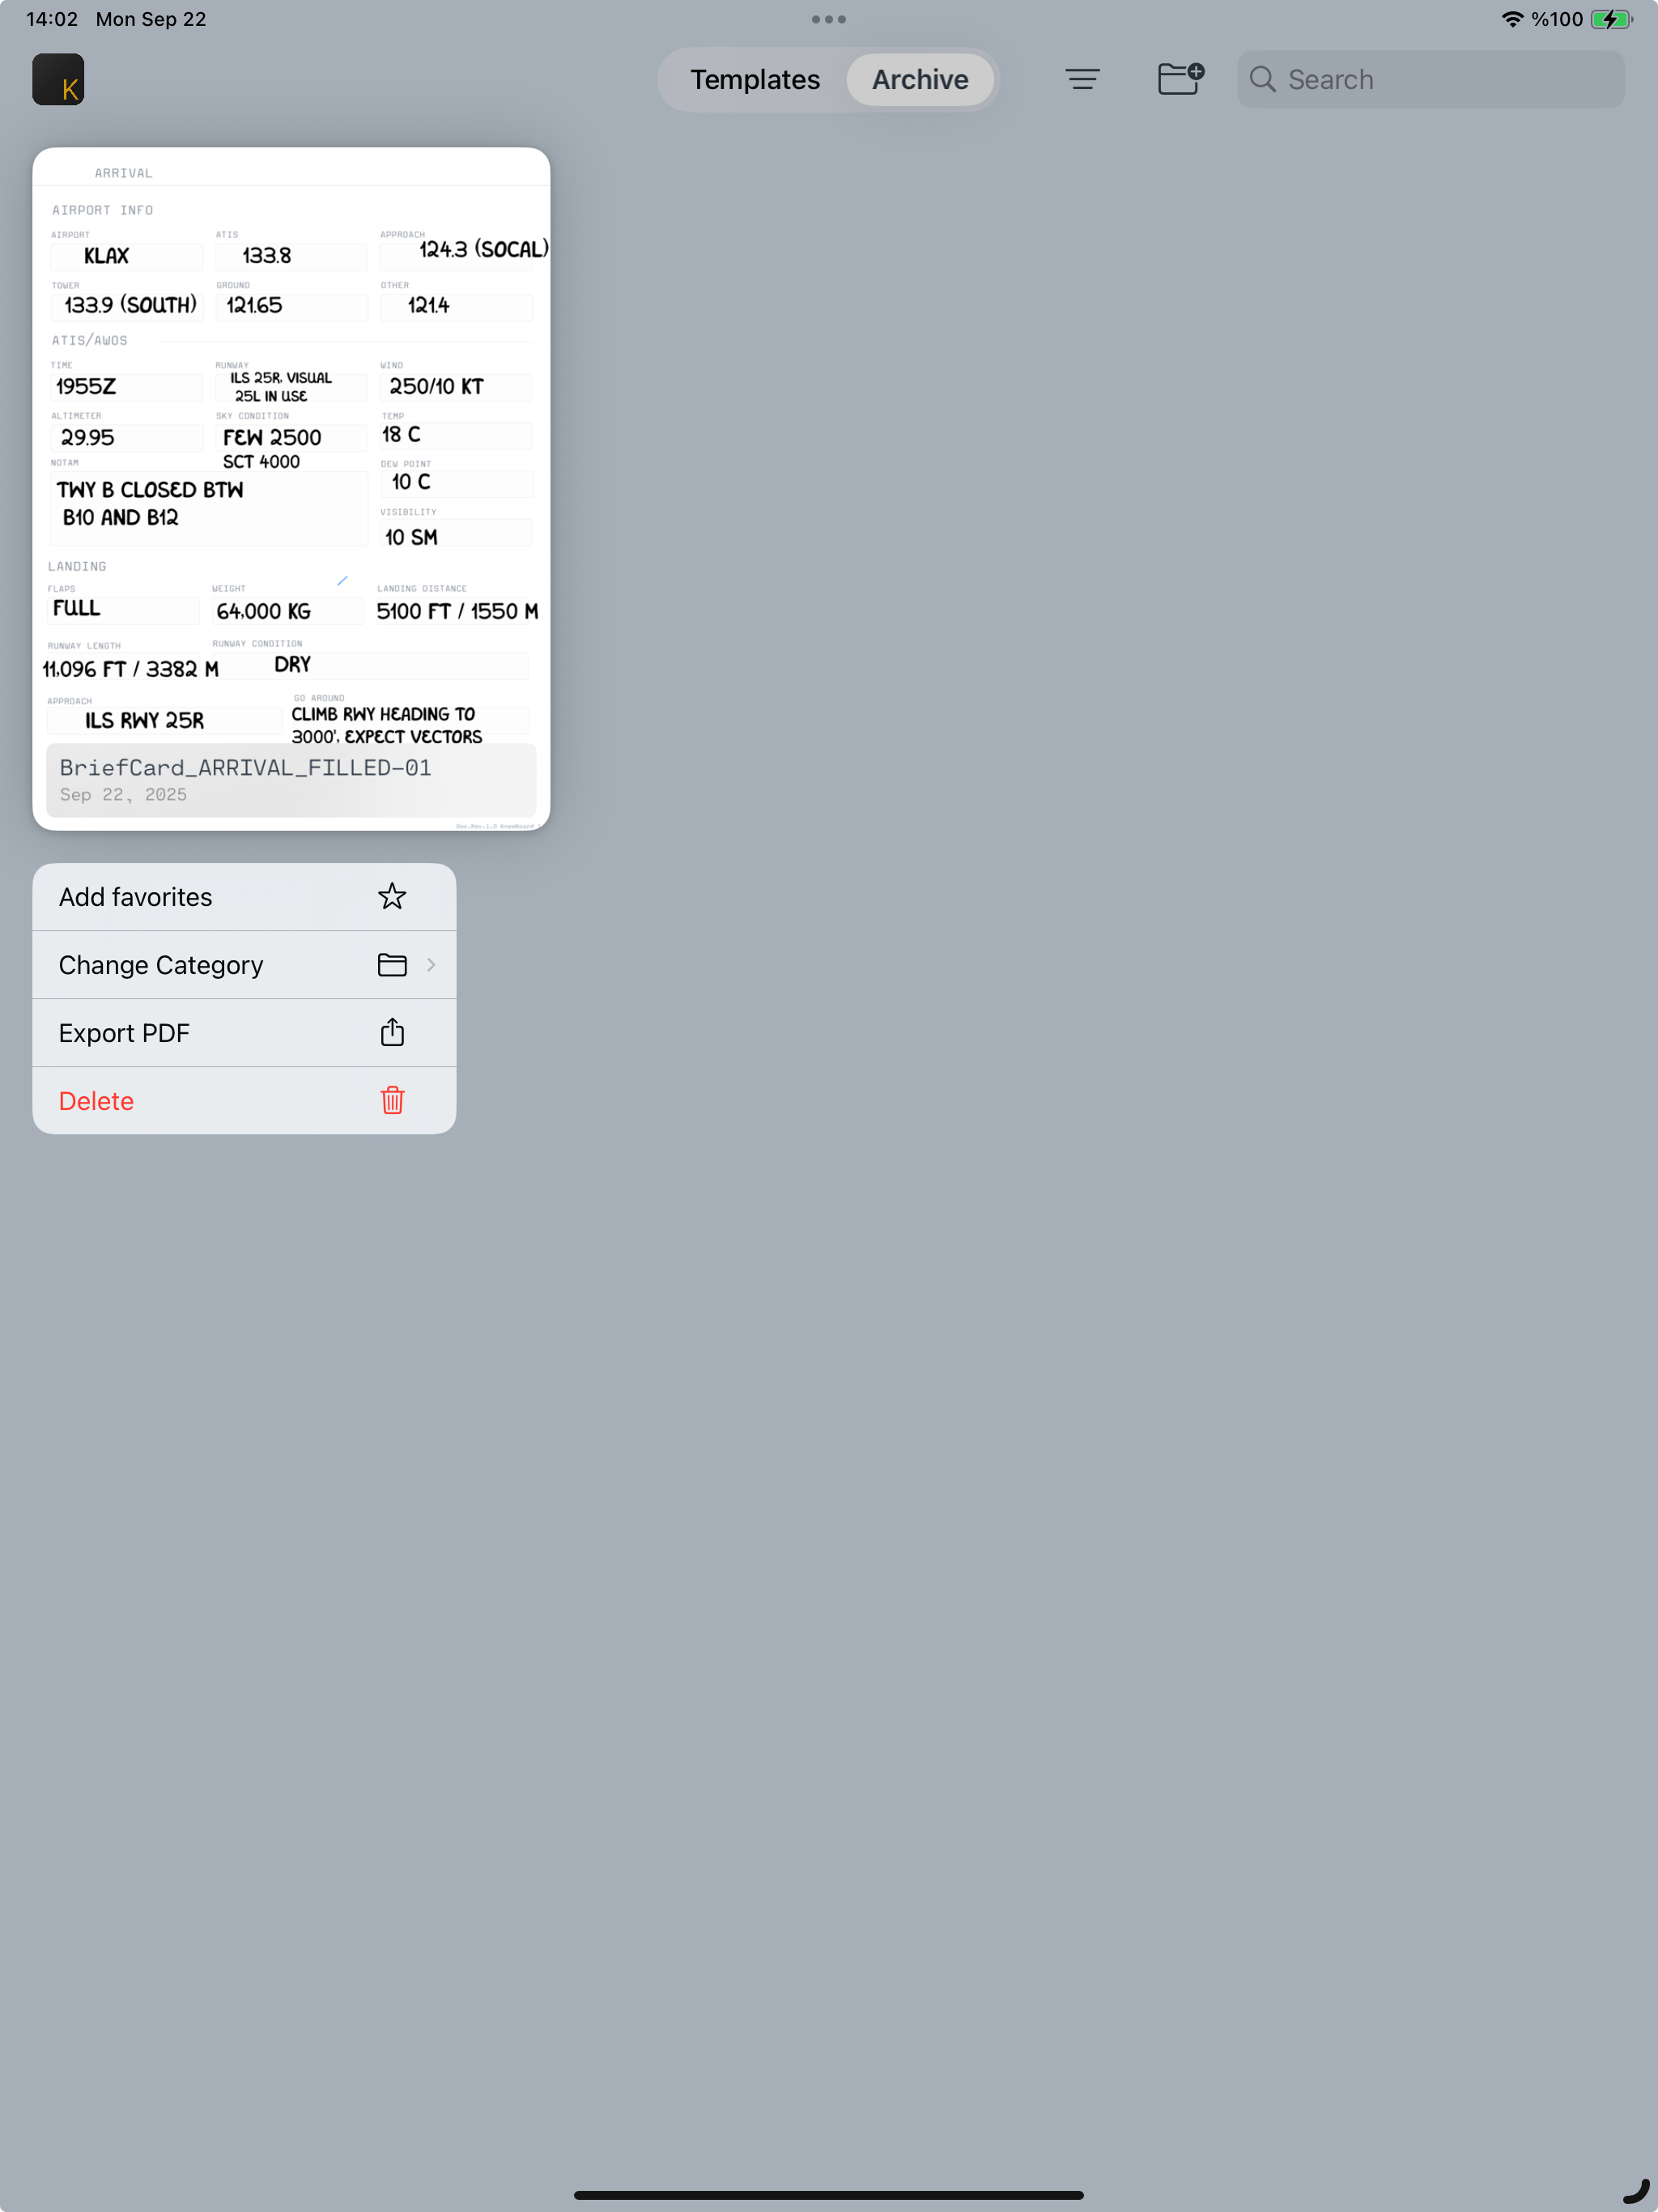 14:02 Mon Sep 22
%100
K
Templates Archive Search
ARRIVAL
AIRPORT INFO
AIRPORT ATIS APPROACH
KLAX 133.8 124.3 (SOCAL)
TOWER GROUND OTHER
133.9 (SOUTH) 121.65 121.4
ATIS/AWOS
TIME RUNWAY WIND
1955Z ILS 25R, VISUAL 250/10 KT
25L IN USE
ALTIMETER SKY CONDITION TEMP
29.95 FEW 2500 18 C
SCT 4000
NOTAM DEW POINT
TWY B CLOSED BTW 10 C
B10 AND B12
VISIBILITY
10 SM
LANDING
FLAPS WEIGHT LANDING DISTANCE
FULL 64,000 KG 5100 FT / 1550 M
RUNWAY LENGTH RUNWAY CONDITION
11,096 FT / 3382 M DRY
APPROACH GO AROUND
ILS RWY 25R CLIMB RWY HEADING TO
3000', EXPECT VECTORS
BriefCard_ARRIVAL_FILLED-01
Sep 22, 2025
Add favorites
Change Category
Export PDF
Delete